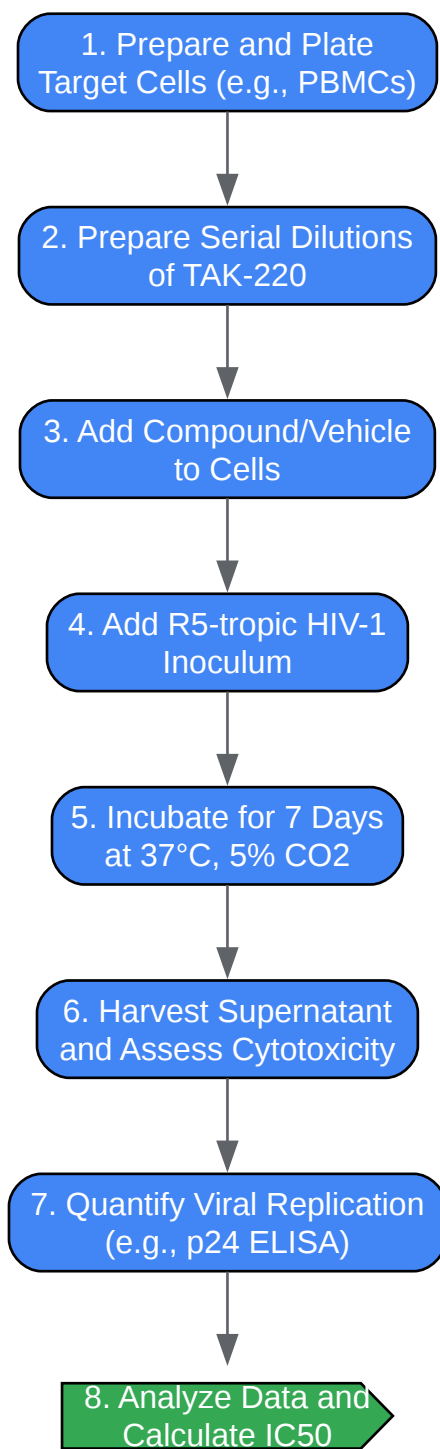 1. Prepare and Plate
Target Cells (e.g., PBMCs)
2. Prepare Serial Dilutions
of TAK-220
3. Add Compound/Vehicle
to Cells
4. Add R5-tropic HIV-1
Inoculum
5. Incubate for 7 Days
at 37°C, 5% CO2
6. Harvest Supernatant
and Assess Cytotoxicity
7. Quantify Viral Replication
(e.g., p24 ELISA)
8. Analyze Data and
Calculate IC50